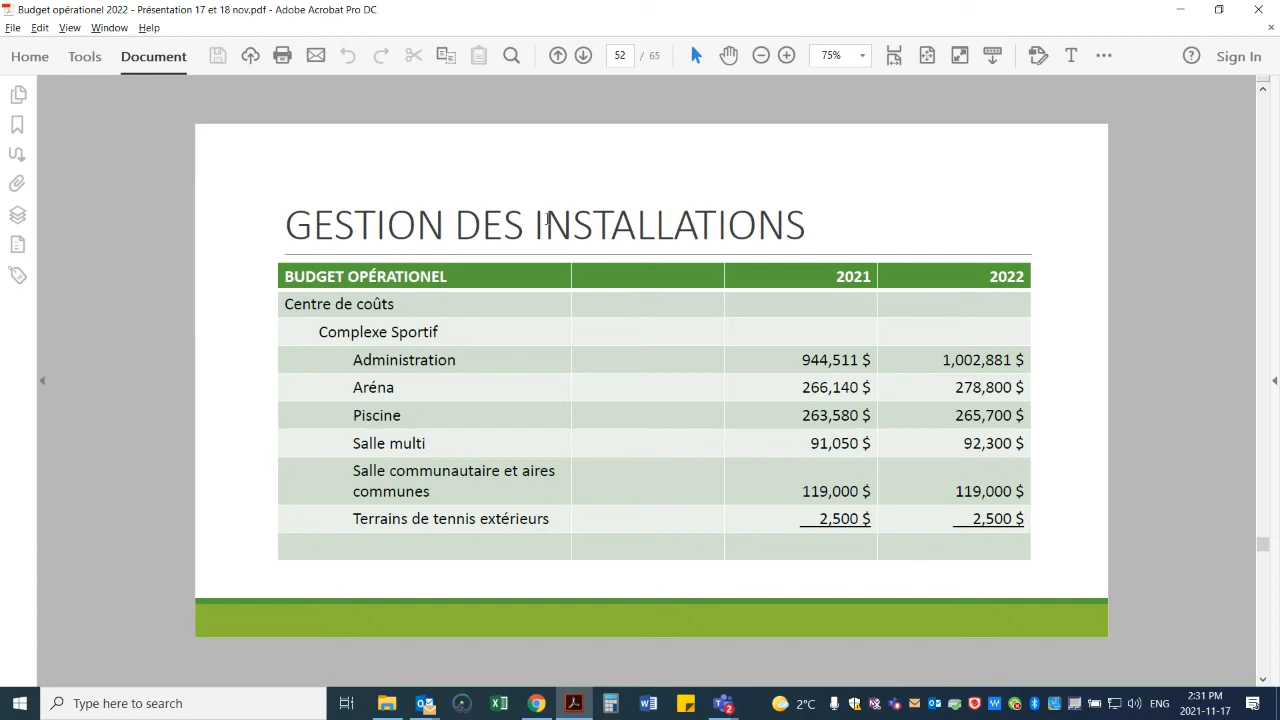 Budget opérationel 2022 - Présentation 17 et 18 nov.pdf - Adobe Acrobat Pro DC
File Edit View Window Help
Home Tools Document 52 / 65 75% Sign In
GESTION DES INSTALLATIONS
BUDGET OPÉRATIONEL 2021 2022
Centre de coûts
Complexe Sportif
Administration 944,511 $ 1,002,881 $
Aréna 266,140 $ 278,800 $
Piscine 263,580 $ 265,700 $
Salle multi 91,050 $ 92,300 $
Salle communautaire et aires
communes 119,000 $ 119,000 $
Terrains de tennis extérieurs 2,500 $ 2,500 $
Type here to search 2°C ENG 2:31 PM
2021-11-17